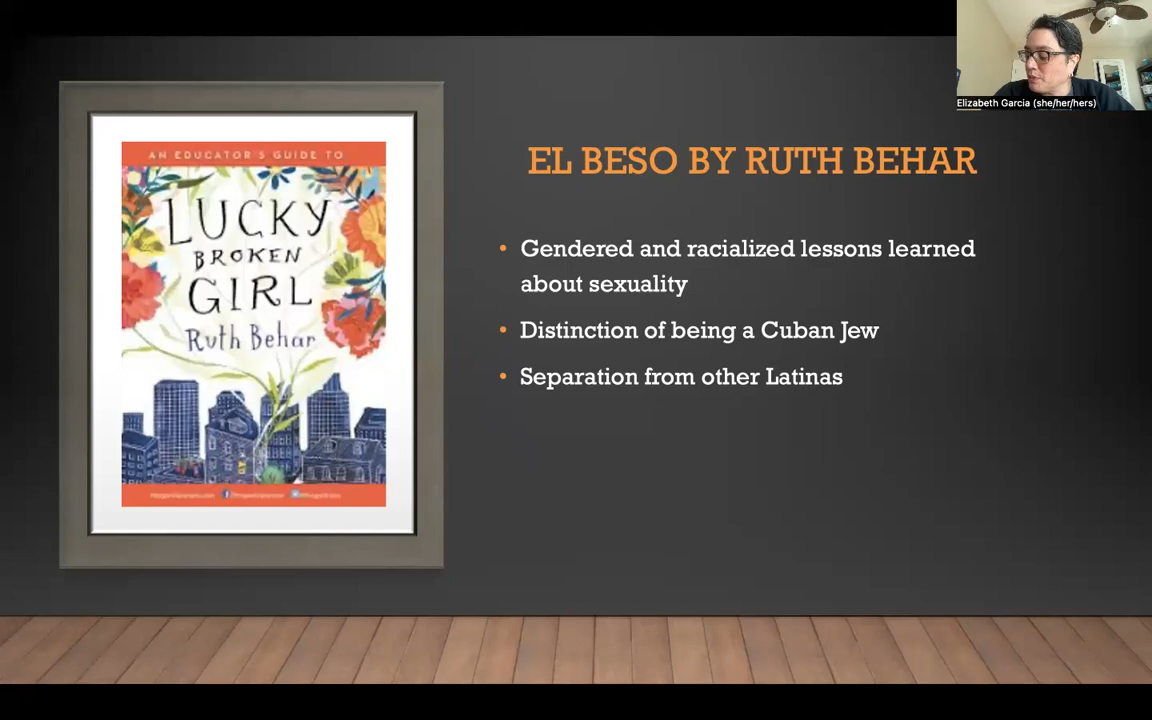 Elizabeth Garcia (she/her/hers)
AN EDUCATOR'S GUIDE TO
LUCKY
BROKEN
GIRL
Ruth Behar
EL BESO BY RUTH BEHAR
• Gendered and racialized lessons learned
about sexuality
• Distinction of being a Cuban Jew
• Separation from other Latinas